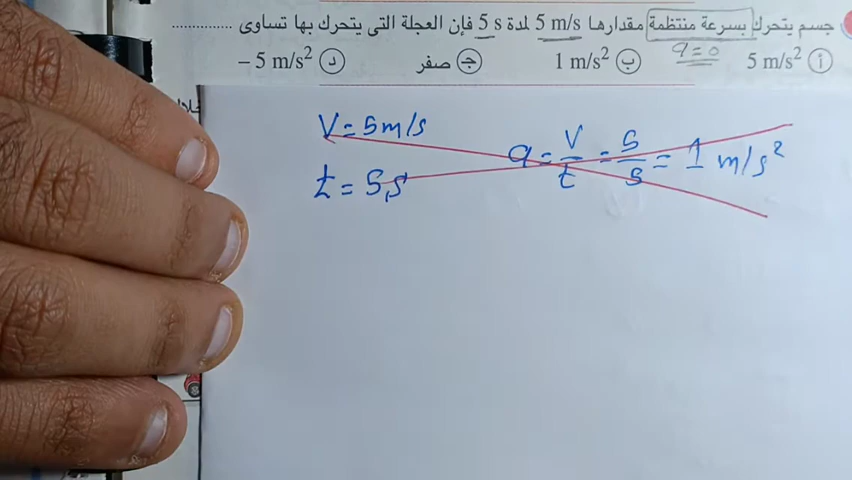 جسم يتحرك بسرعة منتظمة مقدارها 5 m/s لمدة 5 s فإن العجلة التى يتحرك بها تساوى ..............
أ 5 m/s² a = 0 ب 1 m/s² ج صفر د – 5 m/s²
V = 5 m/s
a = V/t = 5/5 = 1 m/s²
t = 5 s